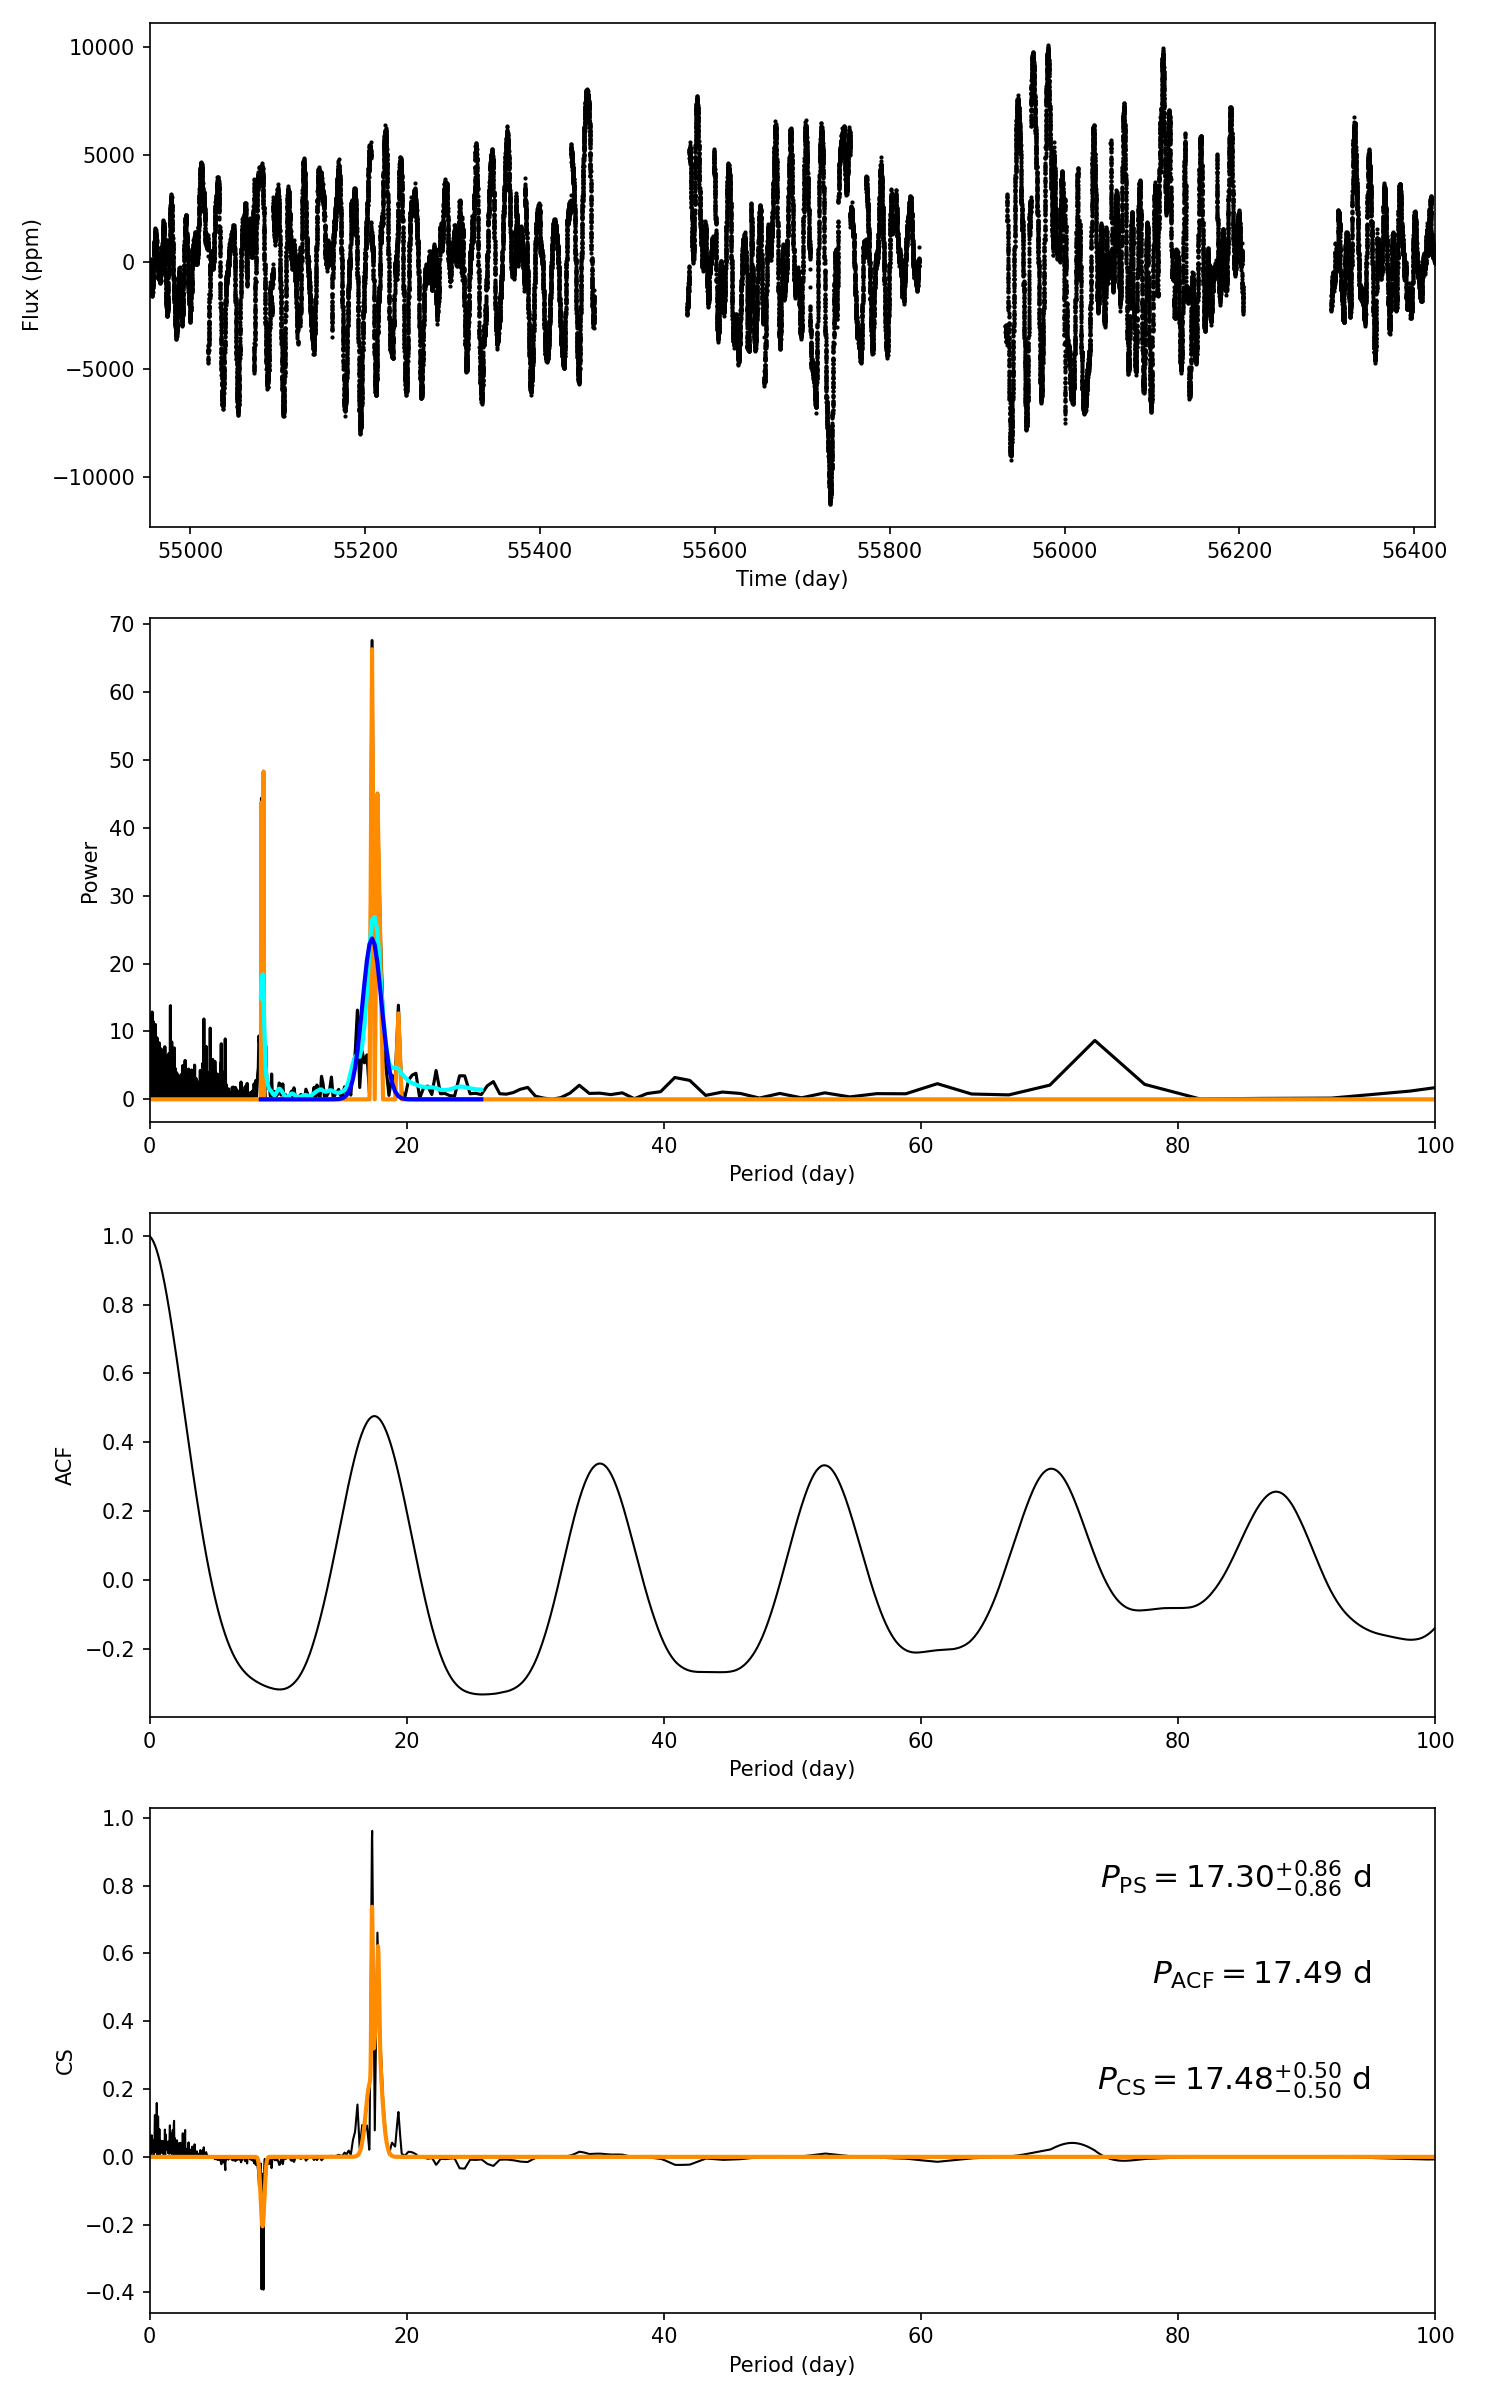 10000
5000
0
−5000
−10000
Flux (ppm)
55000 55200 55400 55600 55800 56000 56200 56400
Time (day)
70
60
50
40
30
20
10
0
Power
0 20 40 60 80 100
Period (day)
1.0
0.8
0.6
0.4
0.2
0.0
−0.2
ACF
0 20 40 60 80 100
Period (day)
1.0
0.8
0.6
0.4
0.2
0.0
−0.2
−0.4
CS
P_PS = 17.30^{+0.86}_{−0.86} d
P_ACF = 17.49 d
P_CS = 17.48^{+0.50}_{−0.50} d
0 20 40 60 80 100
Period (day)